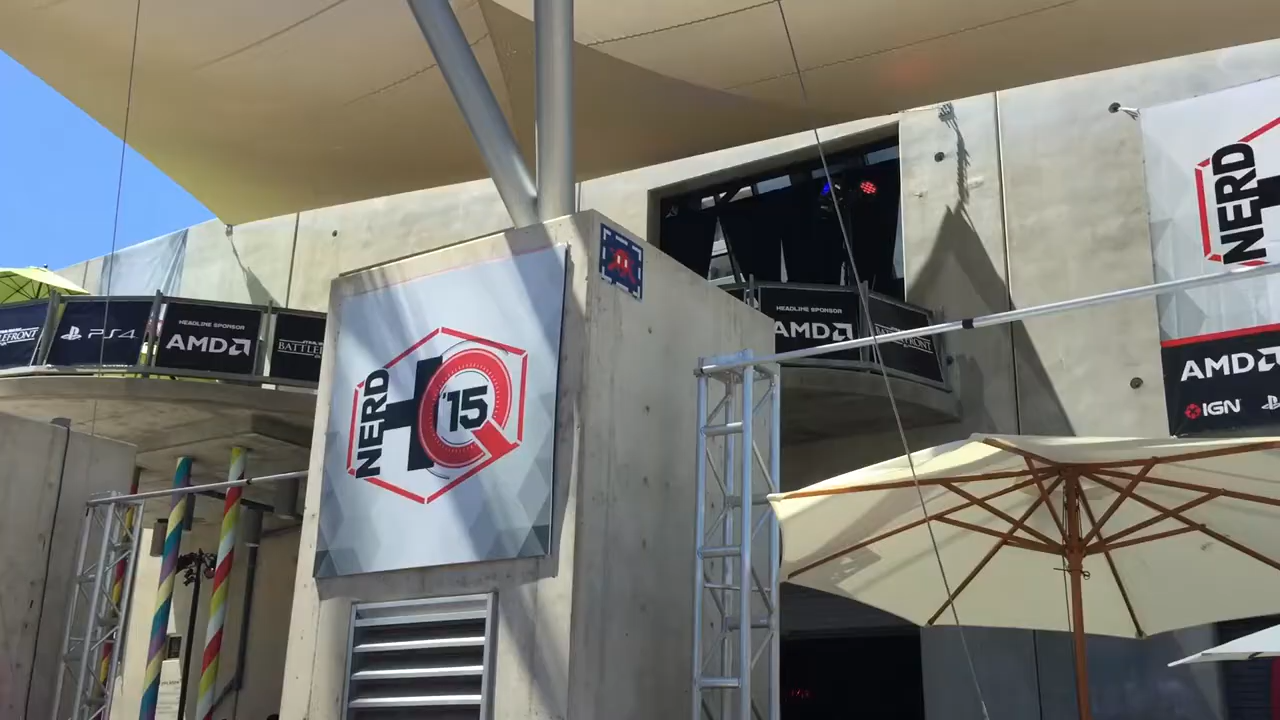 PS4
HEADLINE SPONSOR
AMD
NERD
HQ
'15
HEADLINE SPONSOR
AMD
NERD
AMD
IGN